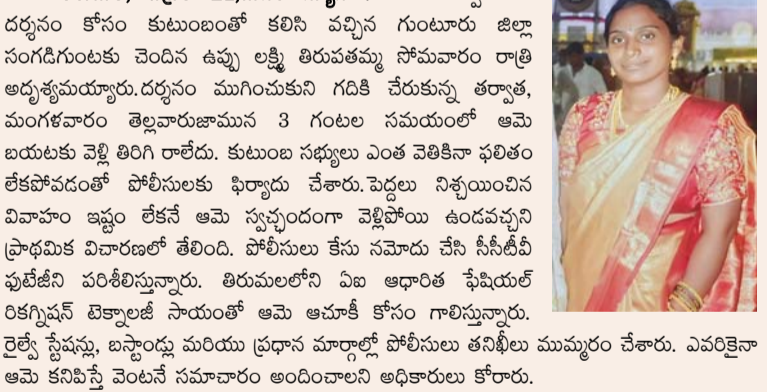 దర్శనం కోసం కుటుంబంతో కలిసి వచ్చిన గుంటూరు జిల్లా
సంగడిగుంటకు చెందిన ఉప్పు లక్ష్మి తిరుపతమ్మ సోమవారం రాత్రి
అదృశ్యమయ్యారు.దర్శనం ముగించుకుని గదికి చేరుకున్న తర్వాత,
మంగళవారం తెల్లవారుజామున 3 గంటల సమయంలో ఆమె
బయటకు వెళ్లి తిరిగి రాలేదు. కుటుంబ సభ్యులు ఎంత వెతికినా ఫలితం
లేకపోవడంతో పోలీసులకు ఫిర్యాదు చేశారు.పెద్దలు నిశ్చయించిన
వివాహం ఇష్టం లేకనే ఆమె స్వచ్ఛందంగా వెళ్లిపోయి ఉండవచ్చని
ప్రాథమిక విచారణలో తేలింది. పోలీసులు కేసు నమోదు చేసి సీసీటీవీ
ఫుటేజీని పరిశీలిస్తున్నారు. తిరుమలలోని ఏఐ ఆధారిత ఫేషియల్
రికగ్నిషన్ టెక్నాలజీ సాయంతో ఆమె ఆచూకీ కోసం గాలిస్తున్నారు.
రైల్వే స్టేషన్లు, బస్టాండ్లు మరియు ప్రధాన మార్గాల్లో పోలీసులు తనిఖీలు ముమ్మరం చేశారు. ఎవరికైనా
ఆమె కనిపిస్తే వెంటనే సమాచారం అందించాలని అధికారులు కోరారు.